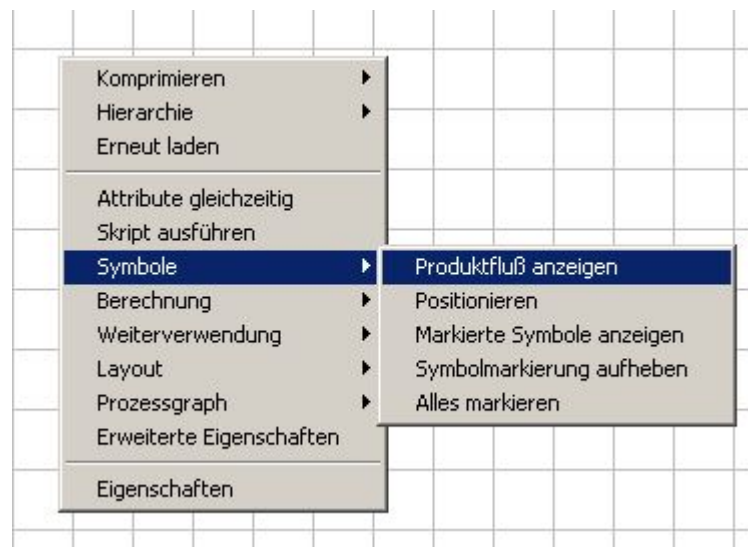 Komprimieren
Hierarchie
Erneut laden
Attribute gleichzeitig
Skript ausführen
Symbole
Berechnung
Weiterverwendung
Layout
Prozessgraph
Erweiterte Eigenschaften
Eigenschaften
Produktfluß anzeigen
Positionieren
Markierte Symbole anzeigen
Symbolmarkierung aufheben
Alles markieren